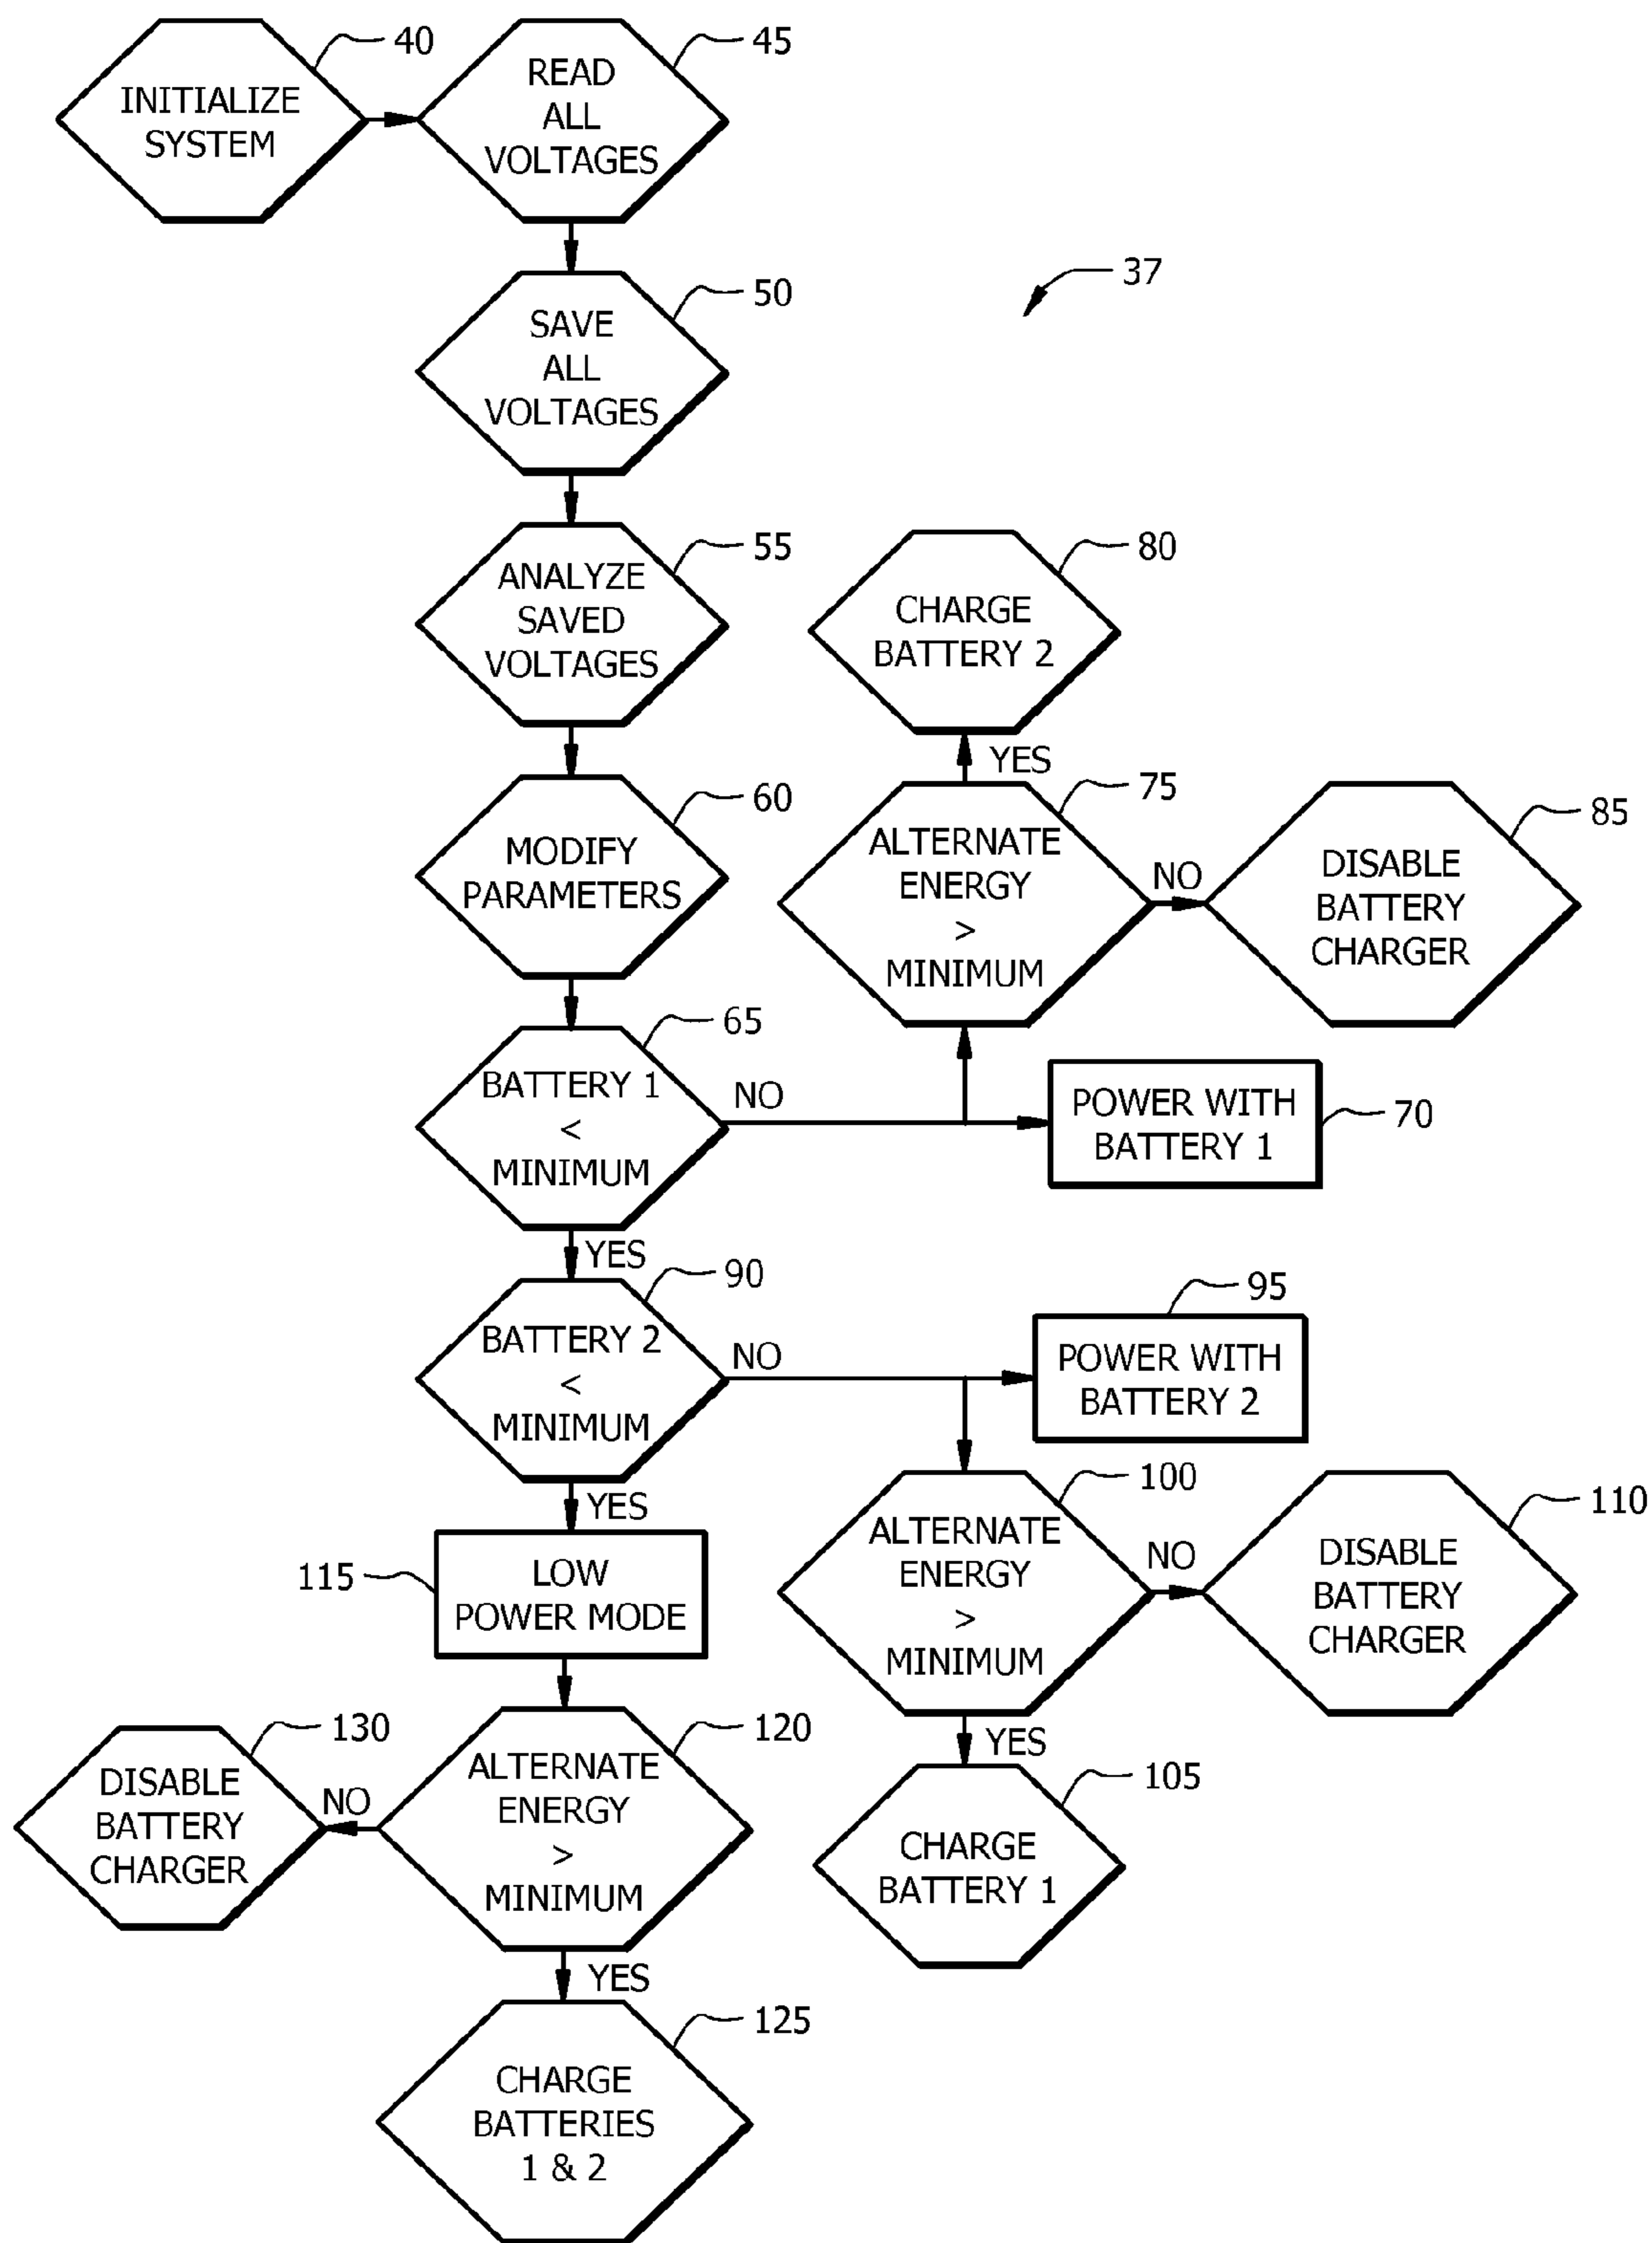 INITIALIZE
SYSTEM
40
READ
ALL
VOLTAGES
45
SAVE
ALL
VOLTAGES
50
37
ANALYZE
SAVED
VOLTAGES
55
CHARGE
BATTERY 2
80
YES
MODIFY
PARAMETERS
60
ALTERNATE
ENERGY
>
MINIMUM
75
NO
DISABLE
BATTERY
CHARGER
85
BATTERY 1
<
MINIMUM
65
NO
POWER WITH
BATTERY 1
70
YES
BATTERY 2
<
MINIMUM
90
NO
POWER WITH
BATTERY 2
95
YES
LOW
POWER MODE
115
ALTERNATE
ENERGY
>
MINIMUM
100
NO
DISABLE
BATTERY
CHARGER
110
YES
CHARGE
BATTERY 1
105
ALTERNATE
ENERGY
>
MINIMUM
120
NO
DISABLE
BATTERY
CHARGER
130
YES
CHARGE
BATTERIES
1 & 2
125